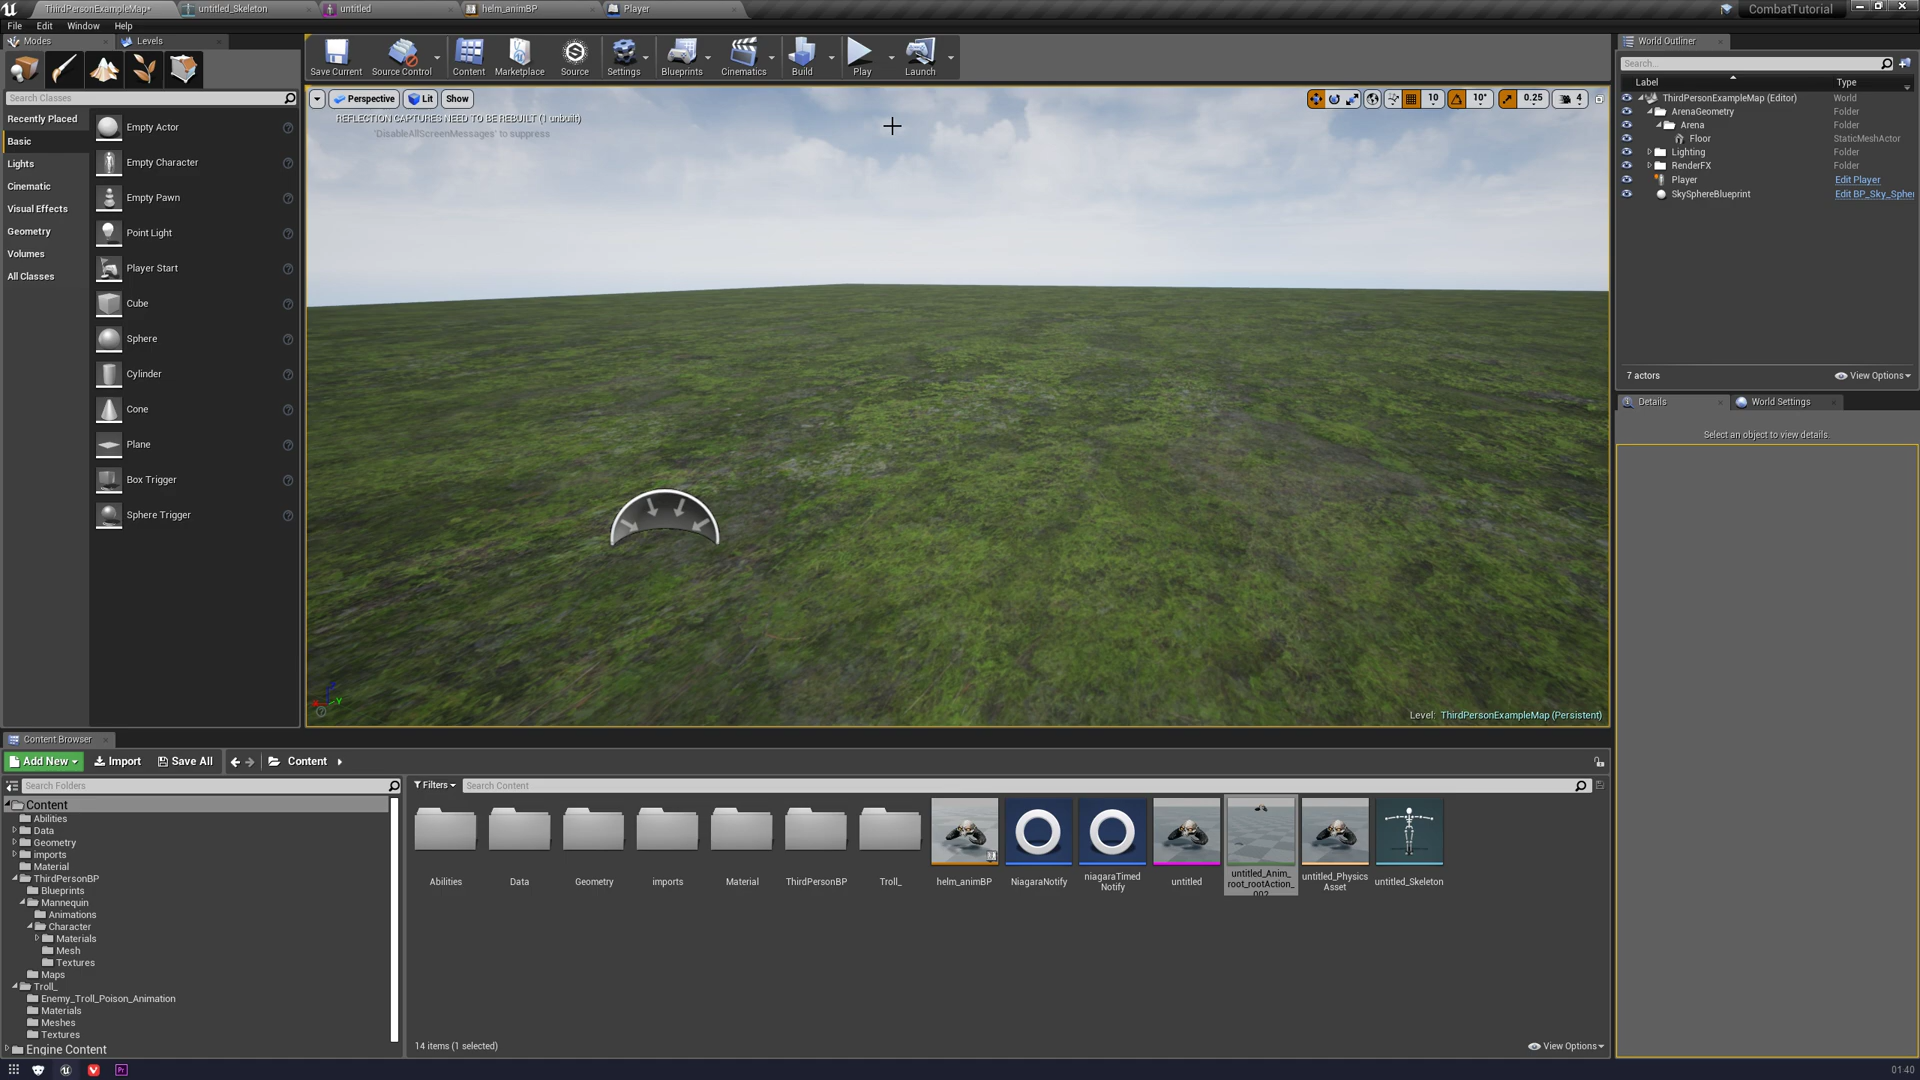 ThirdPersonExampleMap*
untitled_Skeleton
untitled
helm_animBP
Player
CombatTutorial
File
Edit
Window
Help
Modes
Levels
World Outliner
Save Current
Source Control
Content
Marketplace
Source
Settings
Blueprints
Cinematics
Build
Play
Launch
Search Classes
Recently Placed
Basic
Lights
Cinematic
Visual Effects
Geometry
Volumes
All Classes
Empty Actor
Empty Character
Empty Pawn
Point Light
Player Start
Cube
Sphere
Cylinder
Cone
Plane
Box Trigger
Sphere Trigger
Perspective
Lit
Show
10
10°
0.25
4
REFLECTION CAPTURES NEED TO BE REBUILT (1 unbuilt)
'DisableAllScreenMessages' to suppress
Level: ThirdPersonExampleMap (Persistent)
Search...
Label
Type
ThirdPersonExampleMap (Editor)
World
ArenaGeometry
Folder
Arena
Folder
Floor
StaticMeshActor
Lighting
Folder
RenderFX
Folder
Player
Edit Player
SkySphereBlueprint
Edit BP_Sky_Spher
7 actors
View Options
Details
World Settings
Select an object to view details.
Content Browser
Add New
Import
Save All
Content
Search Folders
Filters
Search Content
Content
Abilities
Data
Geometry
imports
Material
ThirdPersonBP
Blueprints
Mannequin
Animations
Character
Materials
Mesh
Textures
Maps
Troll_
Enemy_Troll_Poison_Animation
Materials
Meshes
Textures
Engine Content
Abilities
Data
Geometry
imports
Material
ThirdPersonBP
Troll_
helm_animBP
NiagaraNotify
niagaraTimed
Notify
untitled
untitled_Anim_
root_rootAction_
002
untitled_Physics
Asset
untitled_Skeleton
14 items (1 selected)
View Options
Pr
01:40